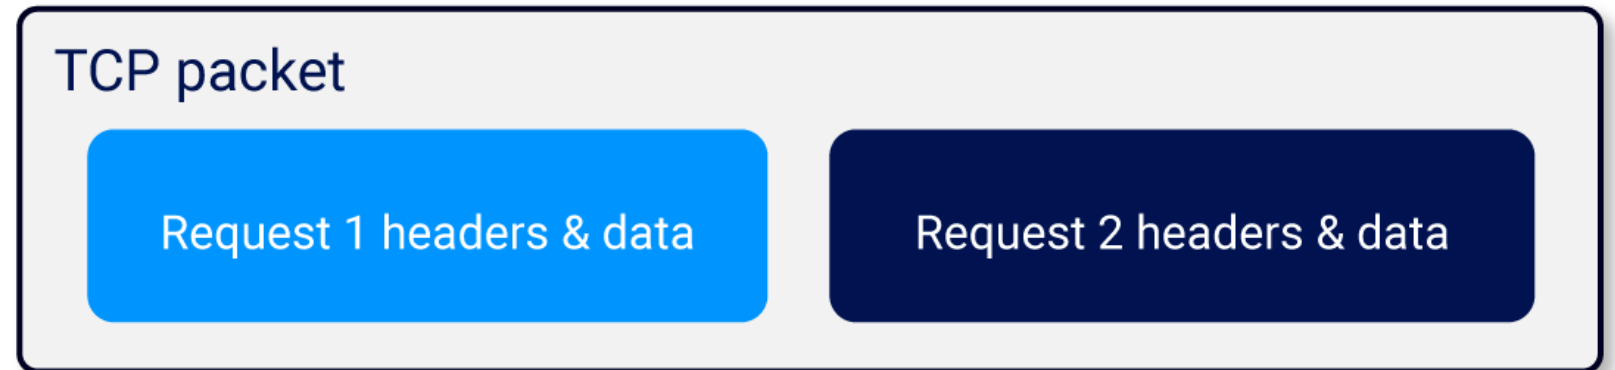 TCP packet
Request 1 headers & data
Request 2 headers & data